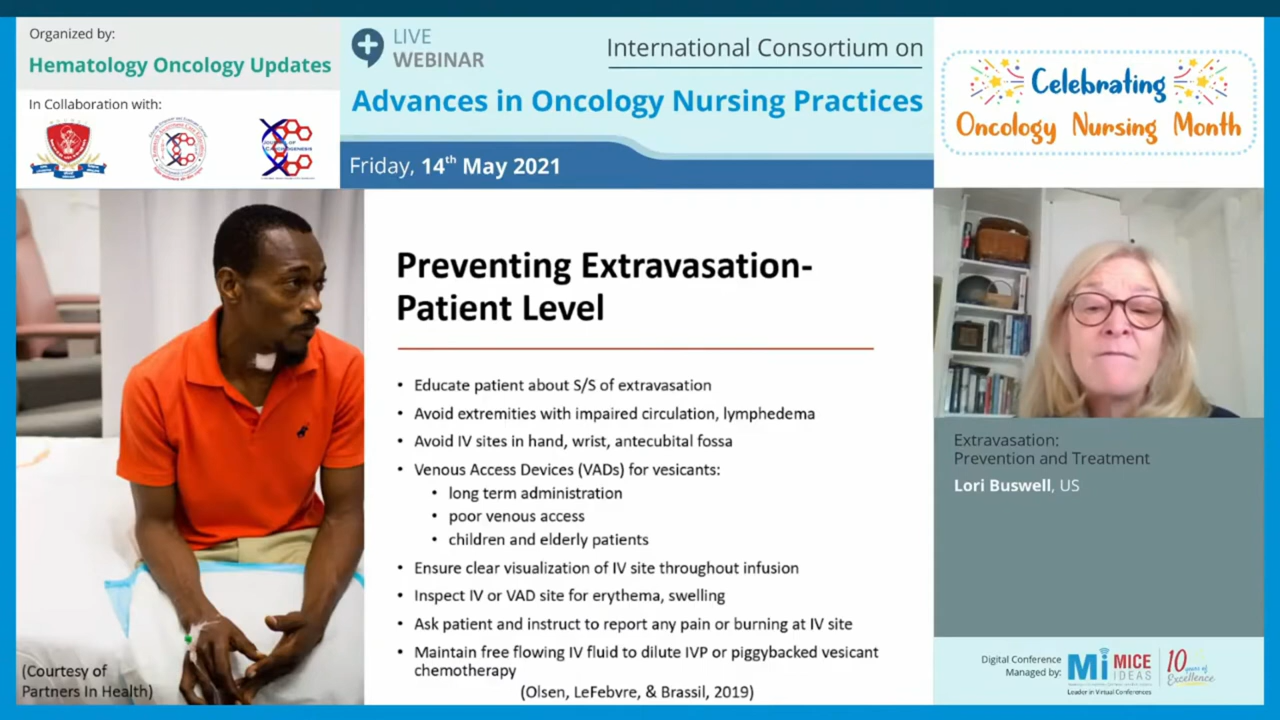 Organized by:
Hematology Oncology Updates
In Collaboration with:
LIVE
WEBINAR
International Consortium on
Advances in Oncology Nursing Practices
Friday, 14th May 2021
Celebrating
Oncology Nursing Month
Preventing Extravasation-
Patient Level
• Educate patient about S/S of extravasation
• Avoid extremities with impaired circulation, lymphedema
• Avoid IV sites in hand, wrist, antecubital fossa
• Venous Access Devices (VADs) for vesicants:
• long term administration
• poor venous access
• children and elderly patients
• Ensure clear visualization of IV site throughout infusion
• Inspect IV or VAD site for erythema, swelling
• Ask patient and instruct to report any pain or burning at IV site
• Maintain free flowing IV fluid to dilute IVP or piggybacked vesicant
chemotherapy
(Olsen, LeFebvre, & Brassil, 2019)
(Courtesy of
Partners In Health)
Extravasation:
Prevention and Treatment
Lori Buswell, US
Digital Conference
Managed by:
Mi MICE
IDEAS
Leader in Virtual Conferences
10 years of
Excellence